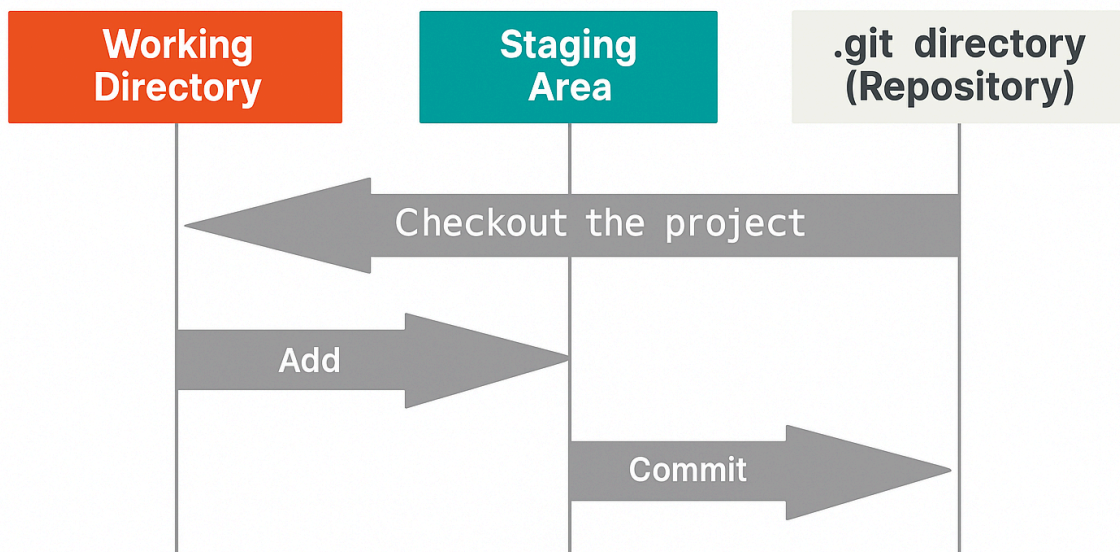 Working
Directory
Staging
Area
.git directory
(Repository)
Checkout the project
Add
Commit